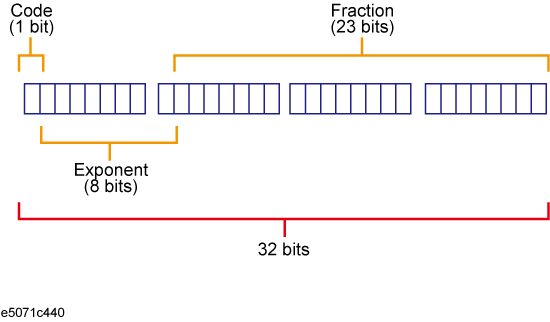 Code
(1 bit)
Fraction
(23 bits)
Exponent
(8 bits)
32 bits
e5071c440